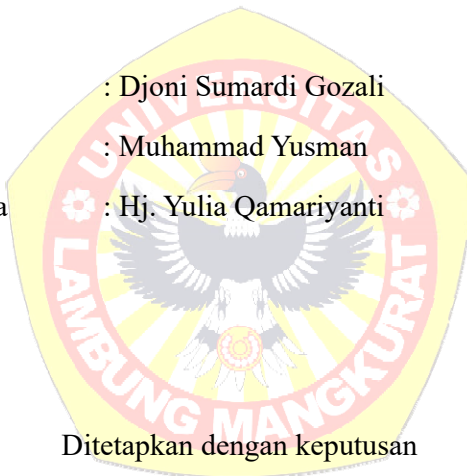 : Djoni Sumardi Gozali
: Muhammad Yusman
a : Hj. Yulia Qamariyanti
UNIVERSITAS
LAMBUNG MANGKURAT
Ditetapkan dengan keputusan